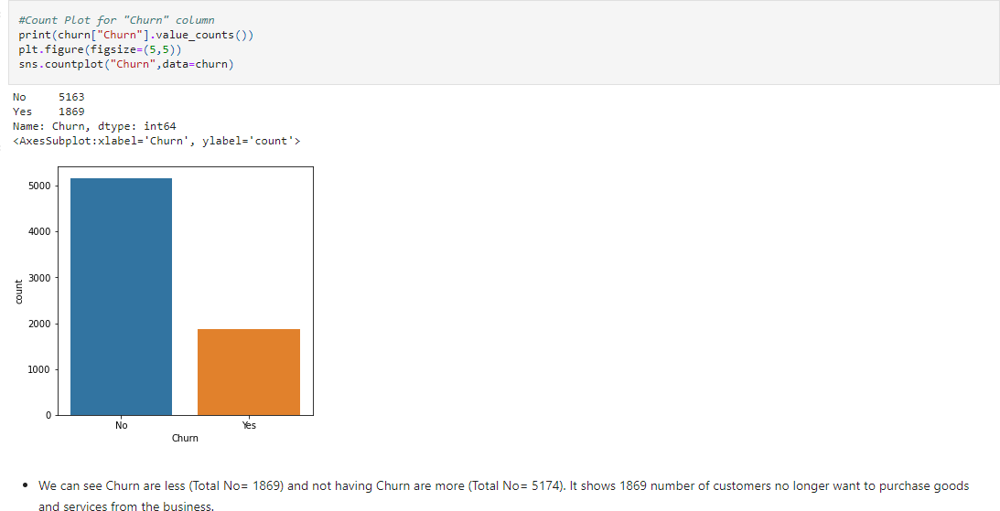 #Count Plot for "Churn" column
print(churn["Churn"].value_counts())
plt.figure(figsize=(5,5))
sns.countplot("Churn",data=churn)
No 5163
Yes 1869
Name: Churn, dtype: int64
<AxesSubplot:xlabel='Churn', ylabel='count'>
5000
4000
3000
2000
1000
0
count
No Yes
Churn
• We can see Churn are less (Total No= 1869) and not having Churn are more (Total No= 5174). It shows 1869 number of customers no longer want to purchase goods
and services from the business.